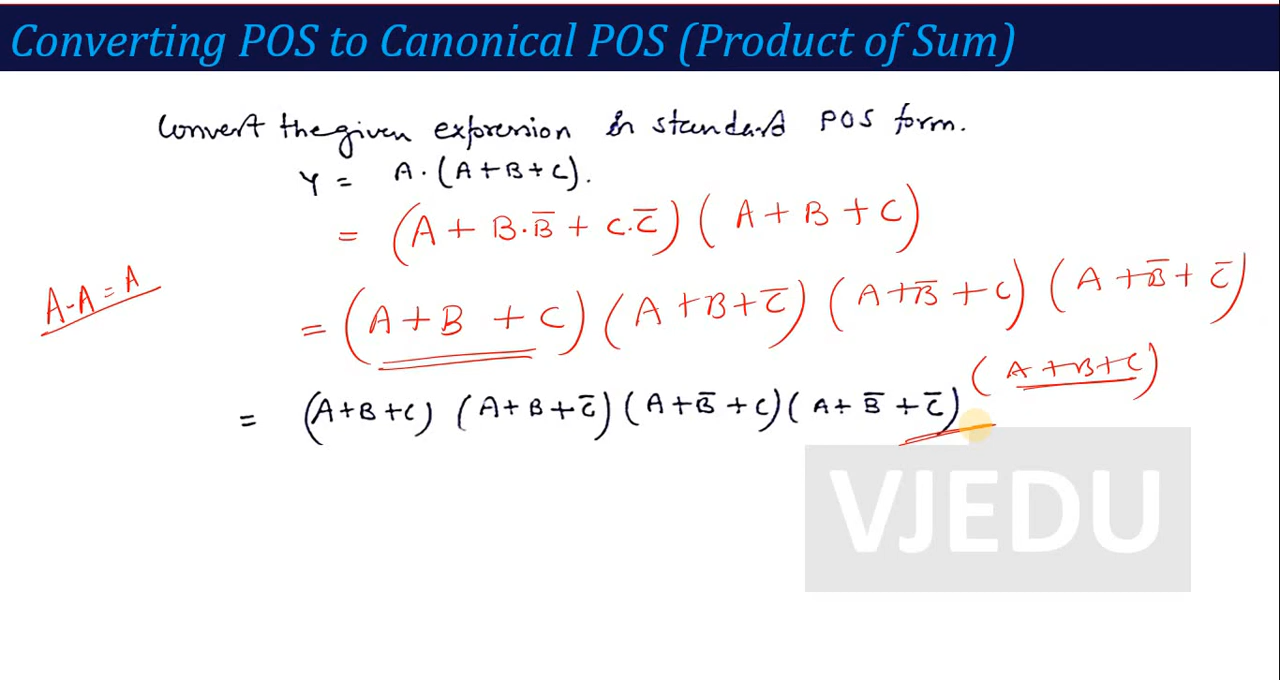 Converting POS to Canonical POS (Product of Sum)
Convert the given expression in standard POS form.
Y = A.(A+B+C).
= (A + B.B̅ + C.C̅) (A + B + C)
A.A = A
= (A + B + C) (A + B + C̅) (A + B̅ + C) (A + B̅ + C̅)
(A + B + C)
= (A+B+C) (A+B+C̅) (A+B̅+C) (A+B̅+C̅)
VJEDU